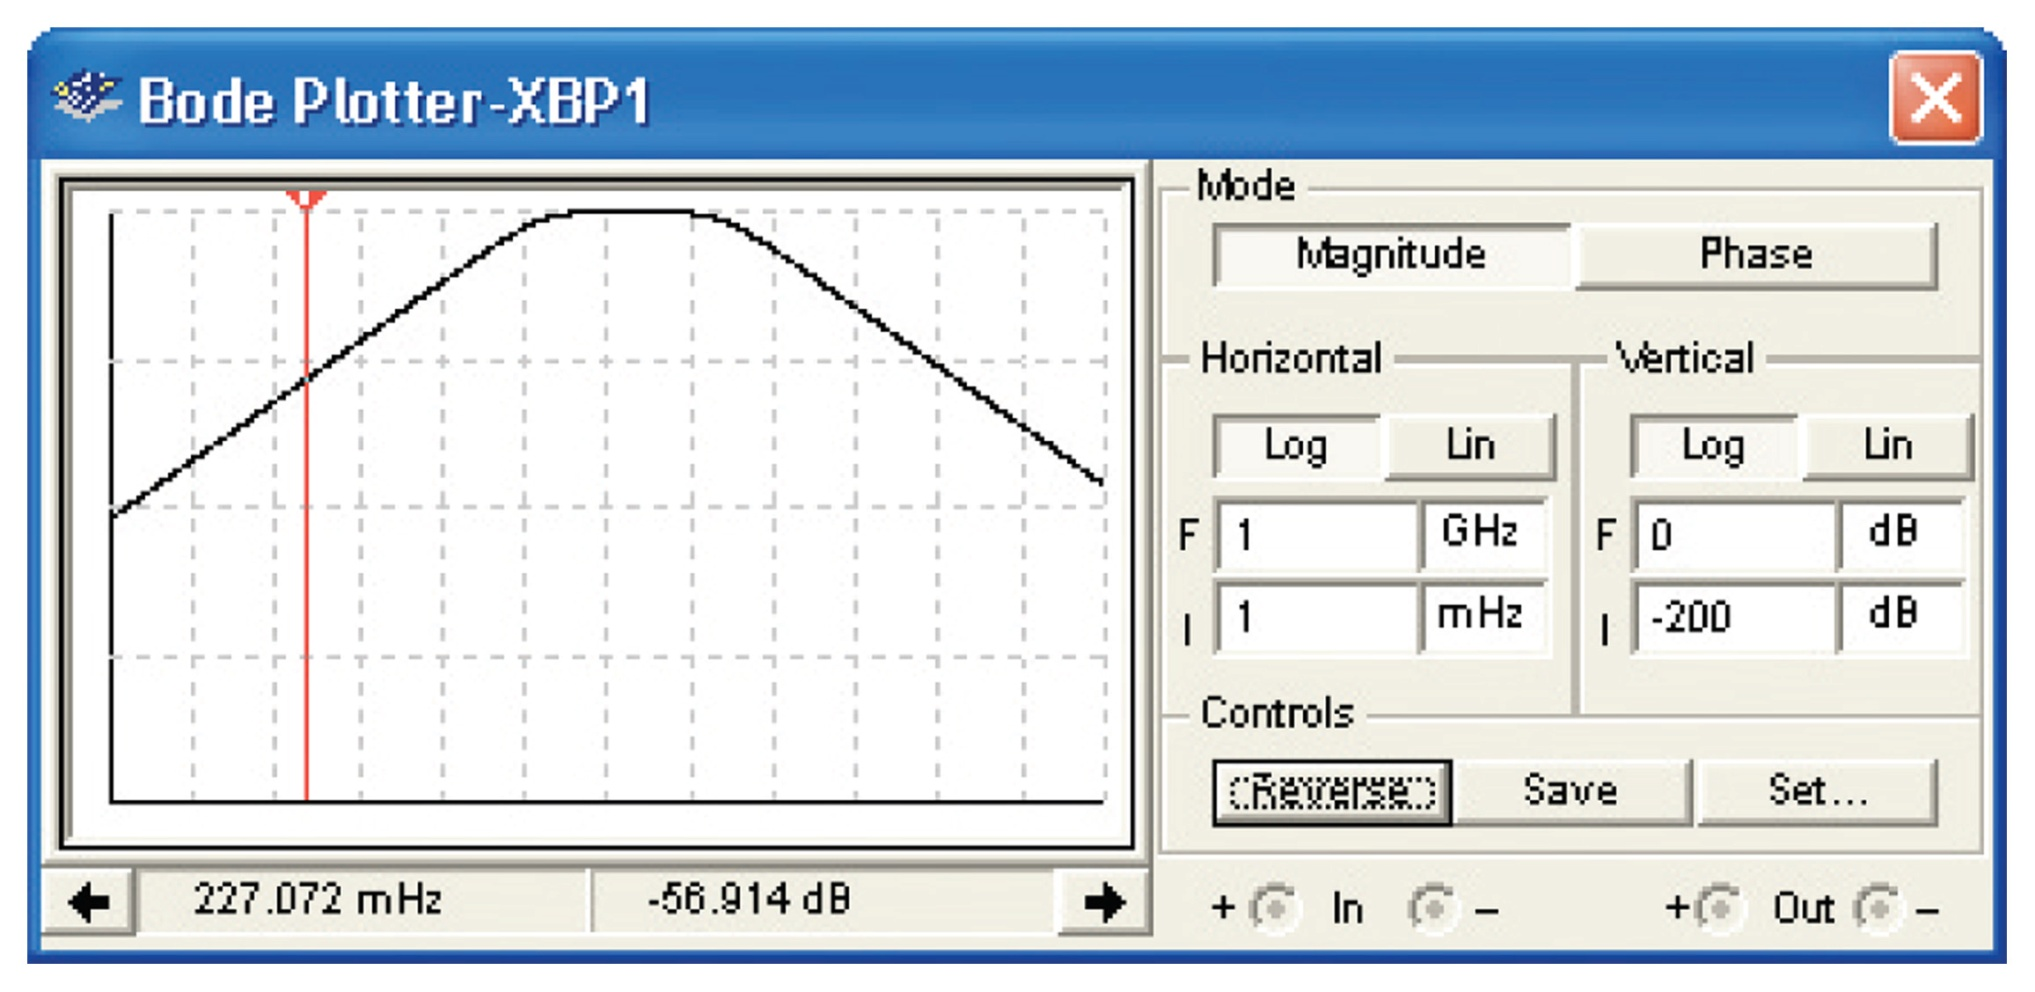 Bode Plotter-XBP1
Mode
Magnitude Phase
Horizontal Vertical
Log Lin Log Lin
F 1 GHz F 0 dB
I 1 mHz I -200 dB
Controls
Reverse Save Set...
227.072 mHz -56.914 dB + In - + Out -